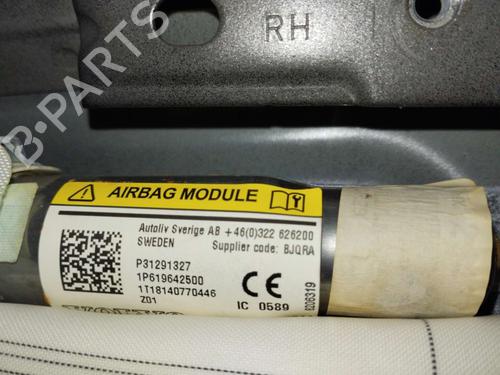 RH
B-PARTS
AIRBAG MODULE
Autoliv Sverige AB +46(0)322 626200
SWEDEN Supplier code: BJQRA
P31291327
1P619642500
1T18140770446
Z01
CE
IC 0589
6206319